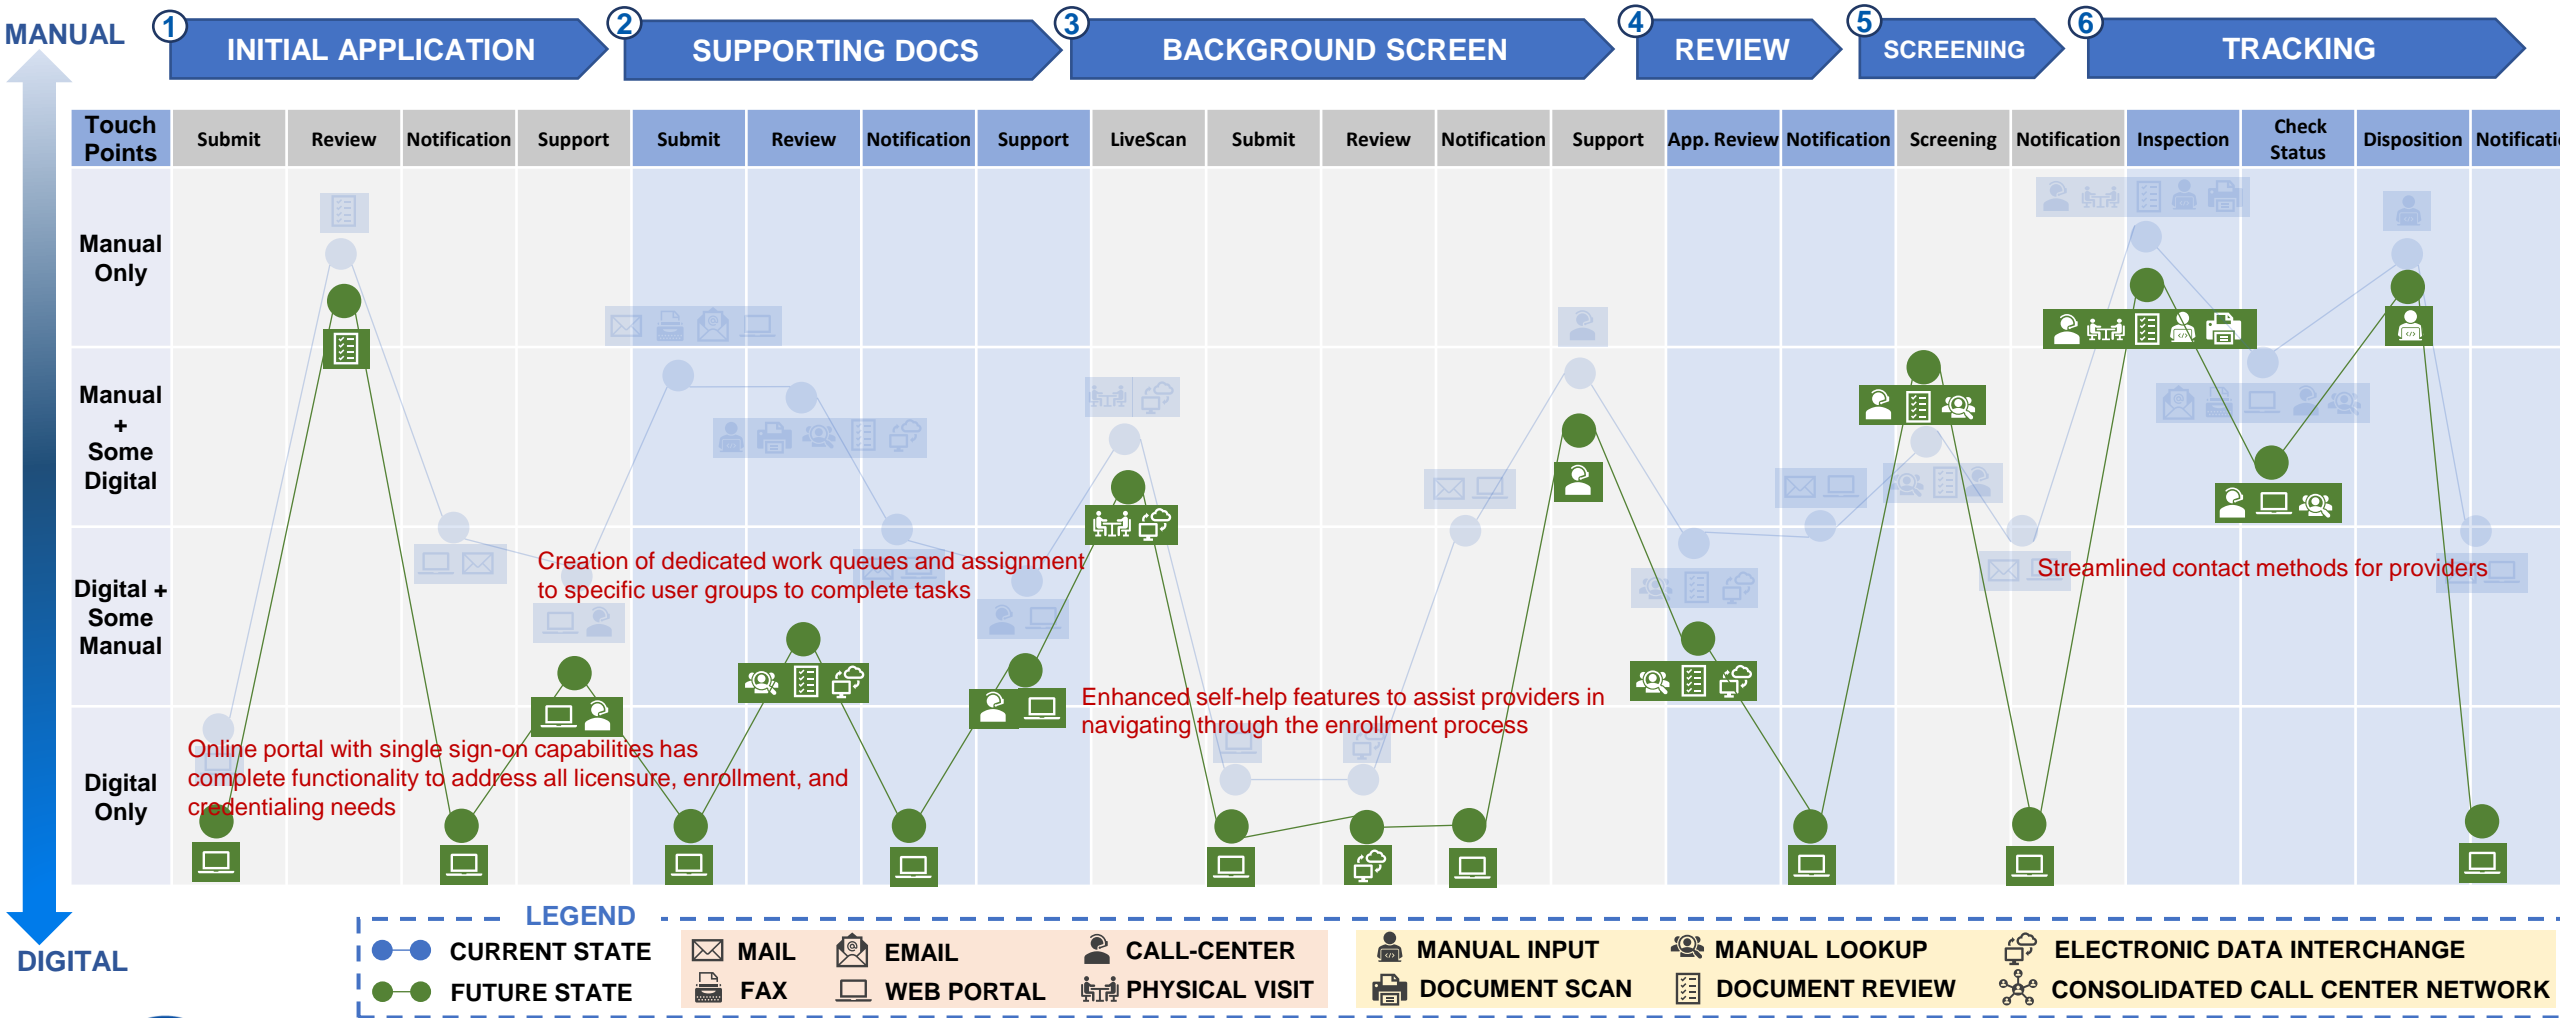 MANUAL
1 INITIAL APPLICATION
2 SUPPORTING DOCS
3 BACKGROUND SCREEN
4 REVIEW
5 SCREENING
6 TRACKING
Touch Points
Submit
Review
Notification
Support
Submit
Review
Notification
Support
LiveScan
Submit
Review
Notification
Support
App. Review
Notification
Screening
Notification
Inspection
Check
Status
Disposition
Notificatio
Manual
Only
Manual
+
Some
Digital
Digital +
Some
Manual
Digital
Only
Creation of dedicated work queues and assignment
to specific user groups to complete tasks
Streamlined contact methods for providers
Enhanced self-help features to assist providers in
navigating through the enrollment process
Online portal with single sign-on capabilities has
complete functionality to address all licensure, enrollment, and
credentialing needs
DIGITAL
LEGEND
CURRENT STATE
FUTURE STATE
MAIL
EMAIL
CALL-CENTER
FAX
WEB PORTAL
PHYSICAL VISIT
MANUAL INPUT
MANUAL LOOKUP
ELECTRONIC DATA INTERCHANGE
DOCUMENT SCAN
DOCUMENT REVIEW
CONSOLIDATED CALL CENTER NETWORK